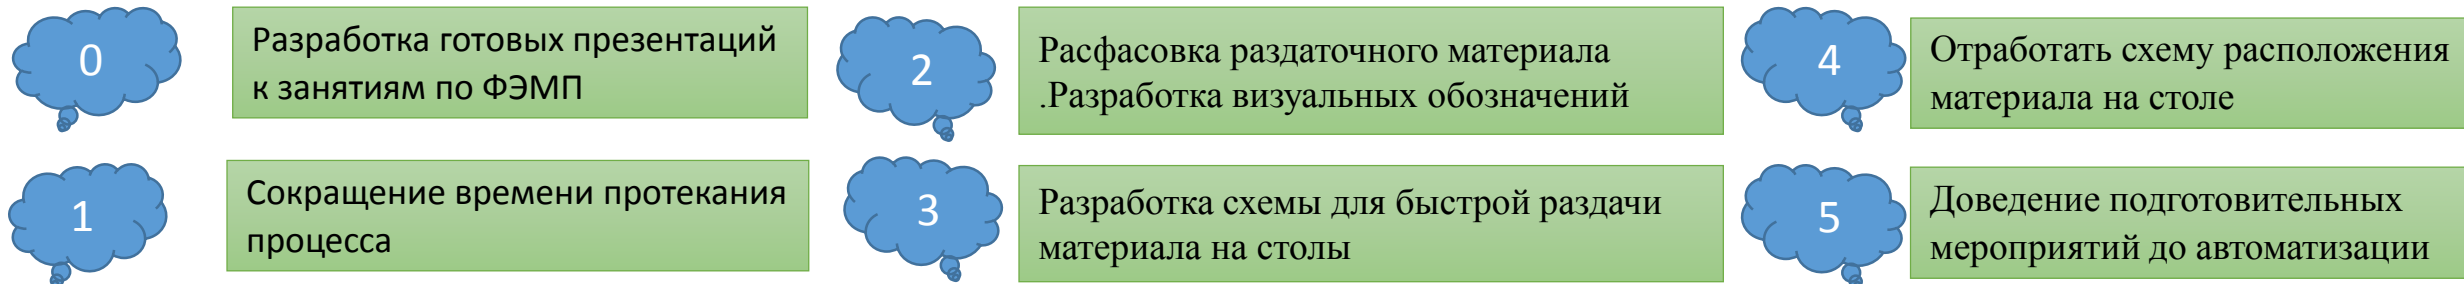 0
Разработка готовых презентаций
к занятиям по ФЭМП
1
Сокращение времени протекания
процесса
2
Расфасовка раздаточного материала
.Разработка визуальных обозначений
3
Разработка схемы для быстрой раздачи
материала на столы
4
Отработать схему расположения
материала на столе
5
Доведение подготовительных
мероприятий до автоматизации